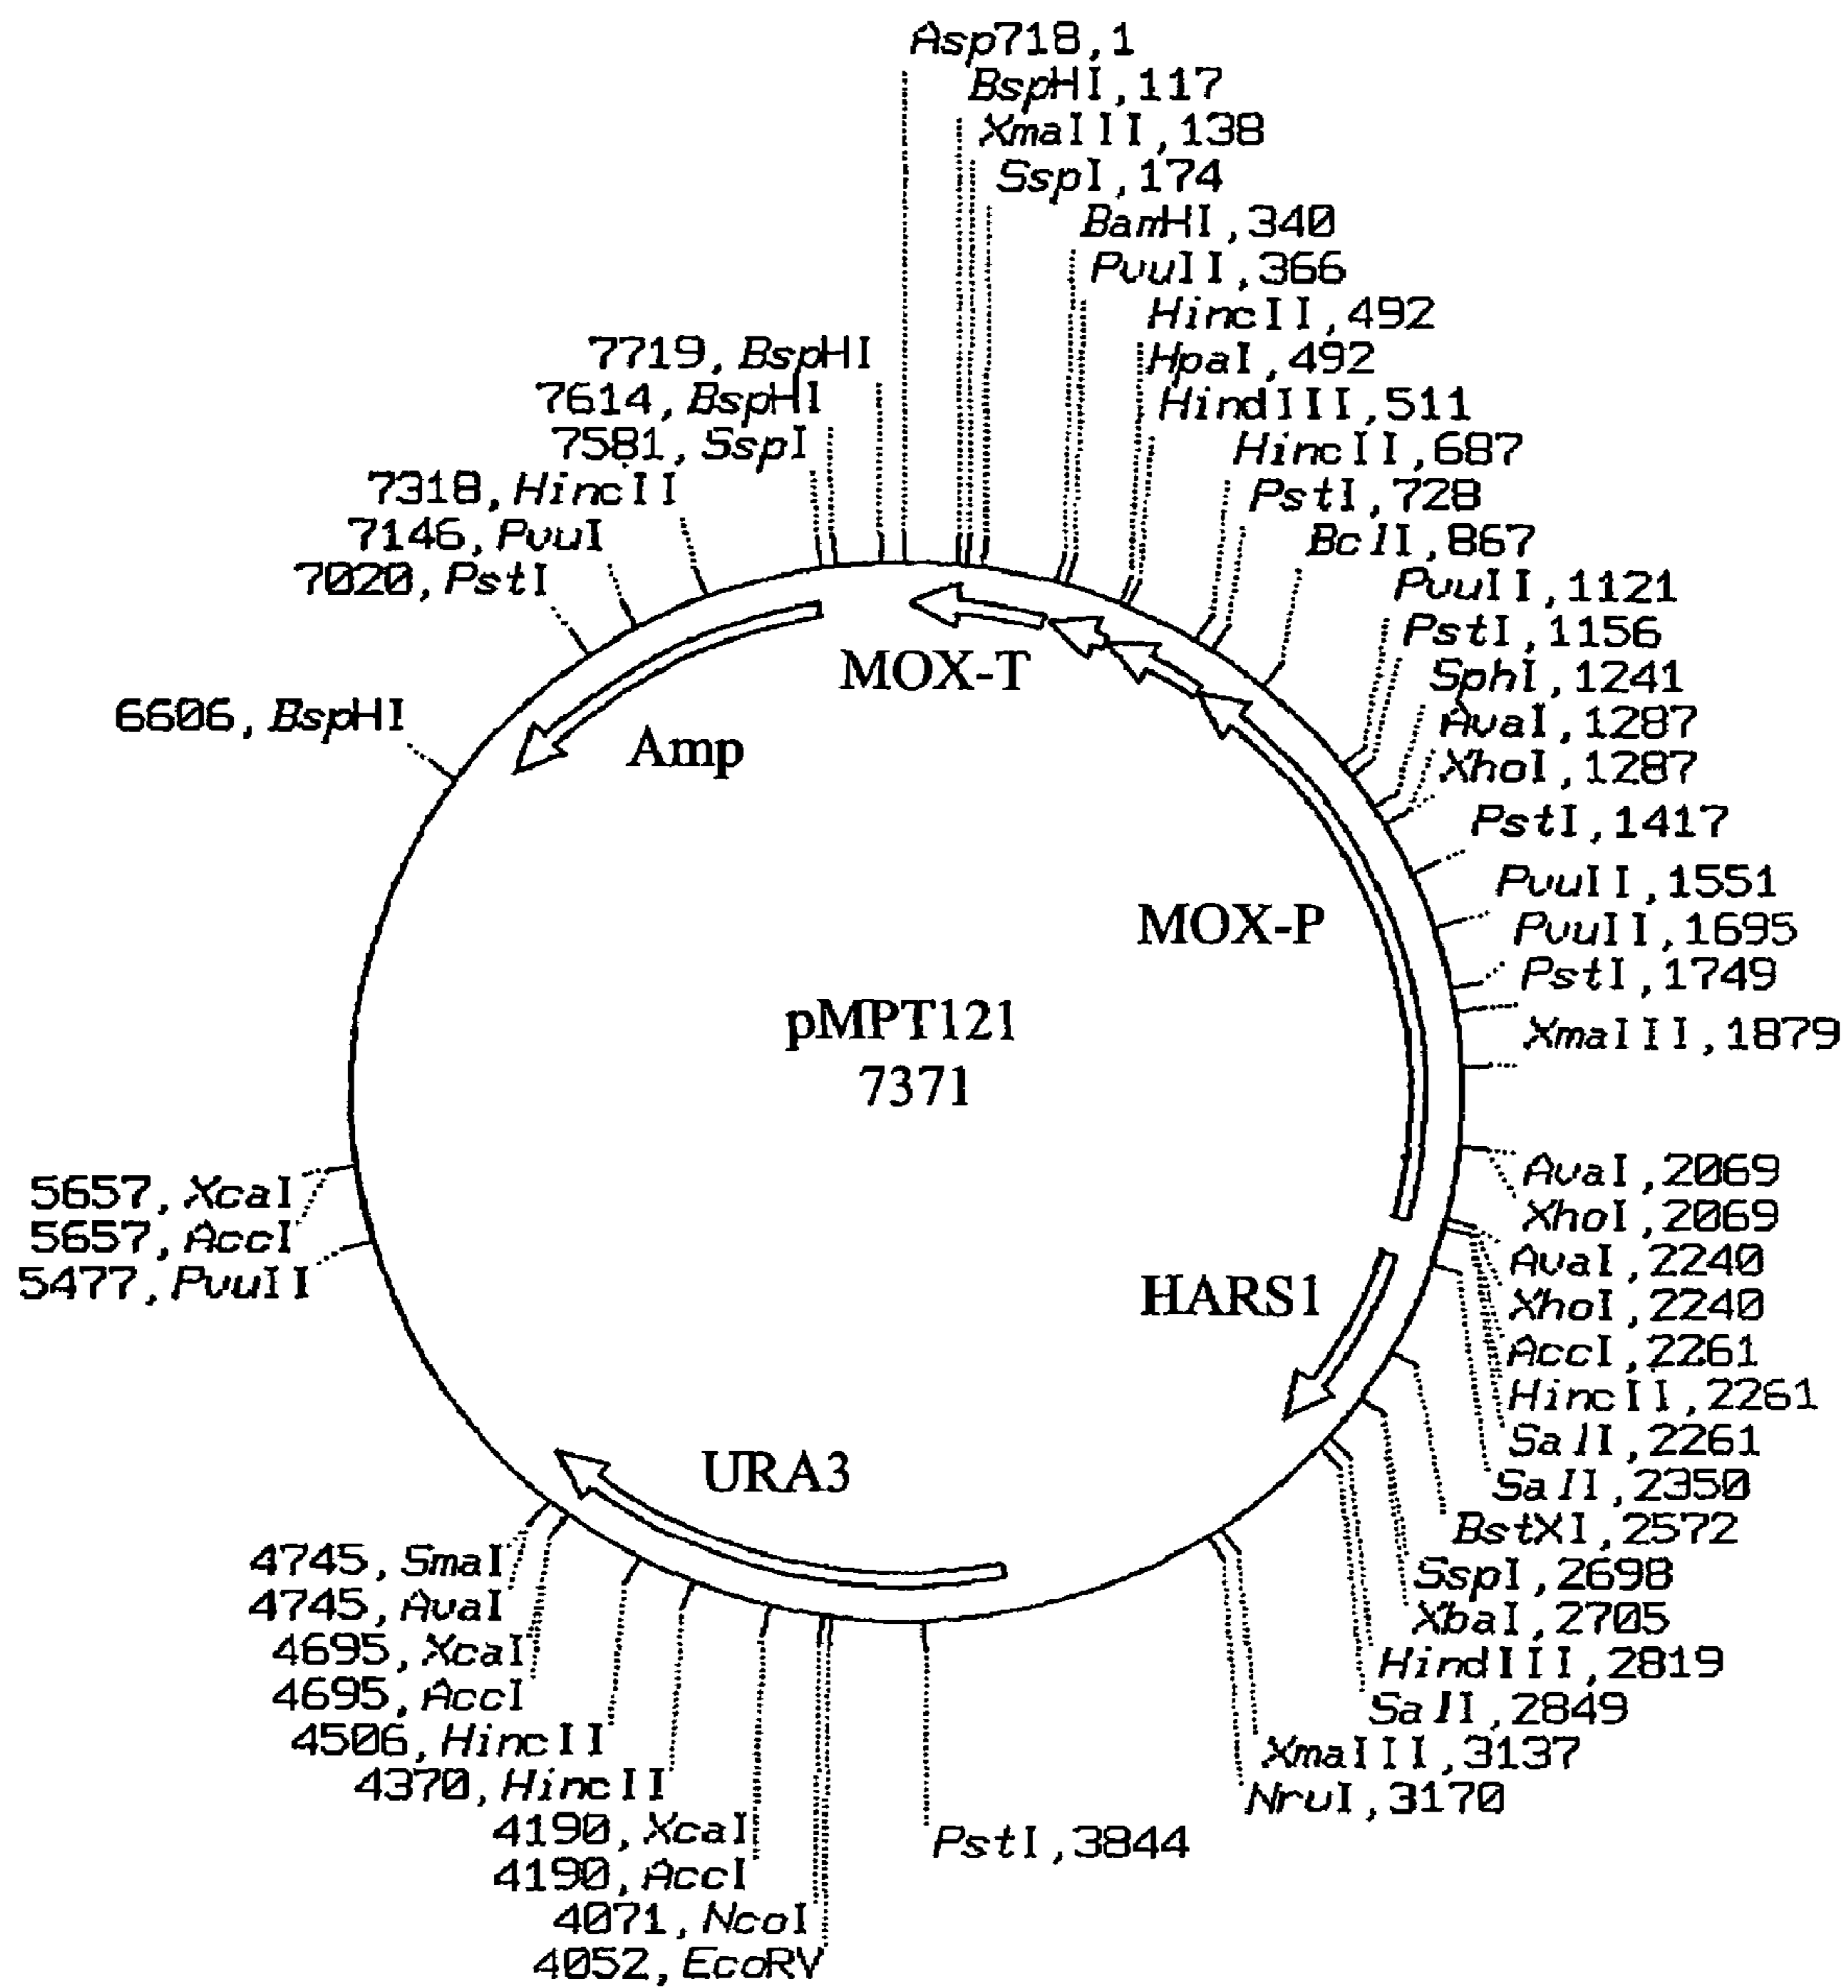 Asp718,1
BspHI,117
XmaIII,138
SspI,174
BamHI,340
PvuII,366
HincII,492
HpaI,492
HindIII,511
HincII,687
PstI,728
BclI,867
PvuII,1121
PstI,1156
SphI,1241
AvaI,1287
XhoI,1287
PstI,1417
PvuII,1551
PvuII,1695
PstI,1749
XmaIII,1879
AvaI,2069
XhoI,2069
AvaI,2240
XhoI,2240
AccI,2261
HincII,2261
SalI,2261
SalI,2350
BstXI,2572
SspI,2698
XbaI,2705
HindIII,2819
SalI,2849
XmaIII,3137
NruI,3170
PstI,3844
4052,EcoRV
4071,NcoI
4190,AccI
4190,XcaI
4370,HincII
4506,HincII
4695,AccI
4695,XcaI
4745,AvaI
4745,SmaI
5477,PvuII
5657,AccI
5657,XcaI
6606,BspHI
7020,PstI
7146,PvuI
7318,HincII
7581,SspI
7614,BspHI
7719,BspHI
MOX-T
Amp
MOX-P
pMPT121
7371
HARS1
URA3